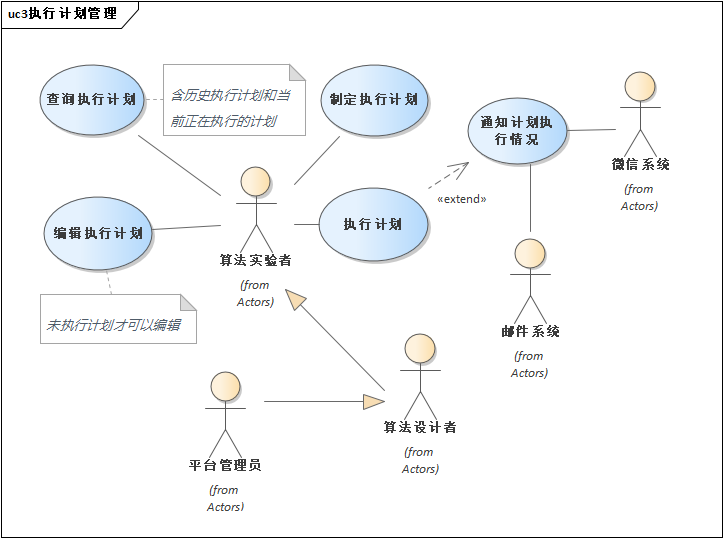 uc3执行计划管理
查询执行计划
含历史执行计划和当
前正在执行的计划
制定执行计划
通知计划执
行情况
微信系统
(from
Actors)
编辑执行计划
算法实验者
(from
Actors)
执行计划
«extend»
未执行计划才可以编辑
邮件系统
(from
Actors)
算法设计者
(from
Actors)
平台管理员
(from
Actors)